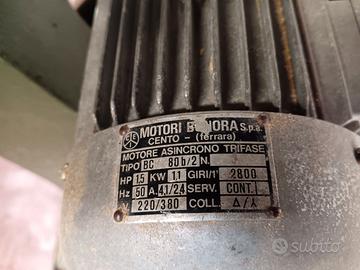 MOTORI BONORA S.p.a.
CENTO - (ferrara)
MOTORE ASINCRONO TRIFASE
TIPO BC 80b/2 N.
HP 1,5 KW 1,1 GIRI/1' 2800
Hz 50 A. 4,1/2,4 SERV. CONT.
V. 220/380 COLL. Δ/⅄
subito